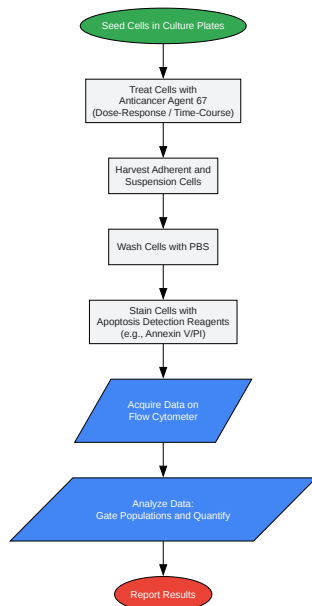 Seed Cells in Culture Plates
Treat Cells with
Anticancer Agent 67
(Dose-Response / Time-Course)
Harvest Adherent and
Suspension Cells
Wash Cells with PBS
Stain Cells with
Apoptosis Detection Reagents
(e.g., Annexin V/PI)
Acquire Data on
Flow Cytometer
Analyze Data:
Gate Populations and Quantify
Report Results